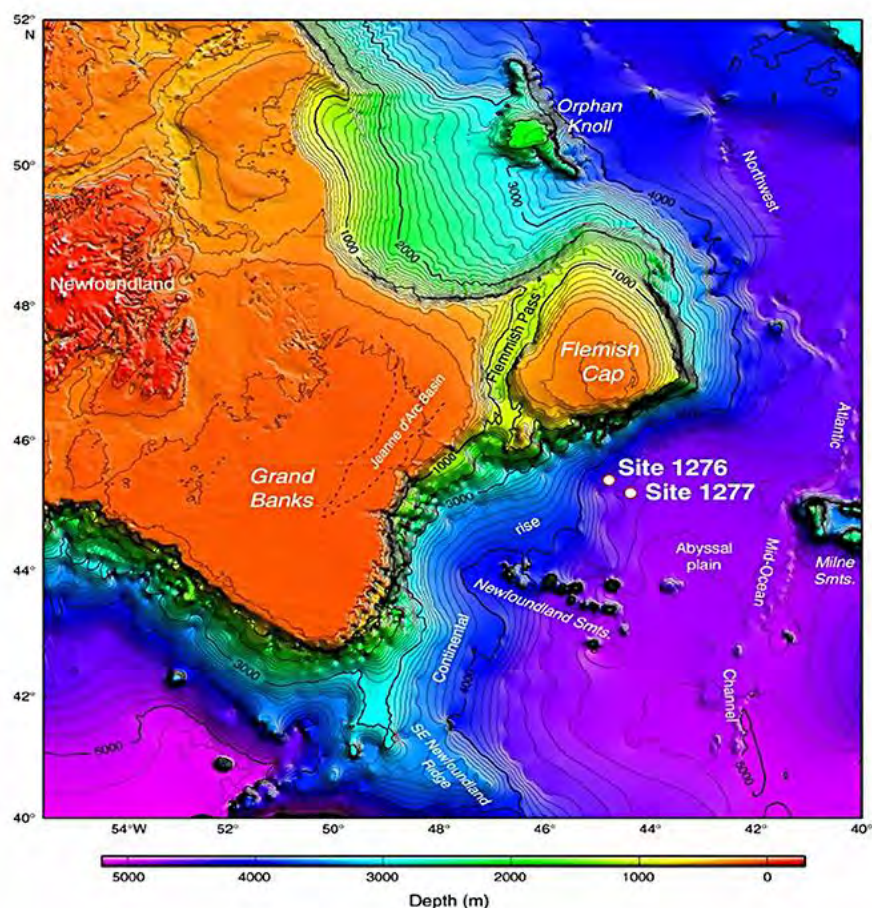 52°
N
Orphan
Knoll
50°
Northwest
3000
4000
1000
2000
Newfoundland
1000
48°
Flemmish Pass
Flemish
Cap
Jeanne d'Arc Basin
46°
1000
Atlantic
Grand
Banks
3000
Site 1276
Site 1277
rise
Abyssal
plain
Mid-Ocean
Milne
Smts.
44°
Newfoundland Smts.
Continental
3000
4000
42°
Channel
5000
SE Newfoundland
Ridge
5000
40°
54°W
52°
50°
48°
46°
44°
42°
40°
5000
4000
3000
2000
1000
0
Depth (m)